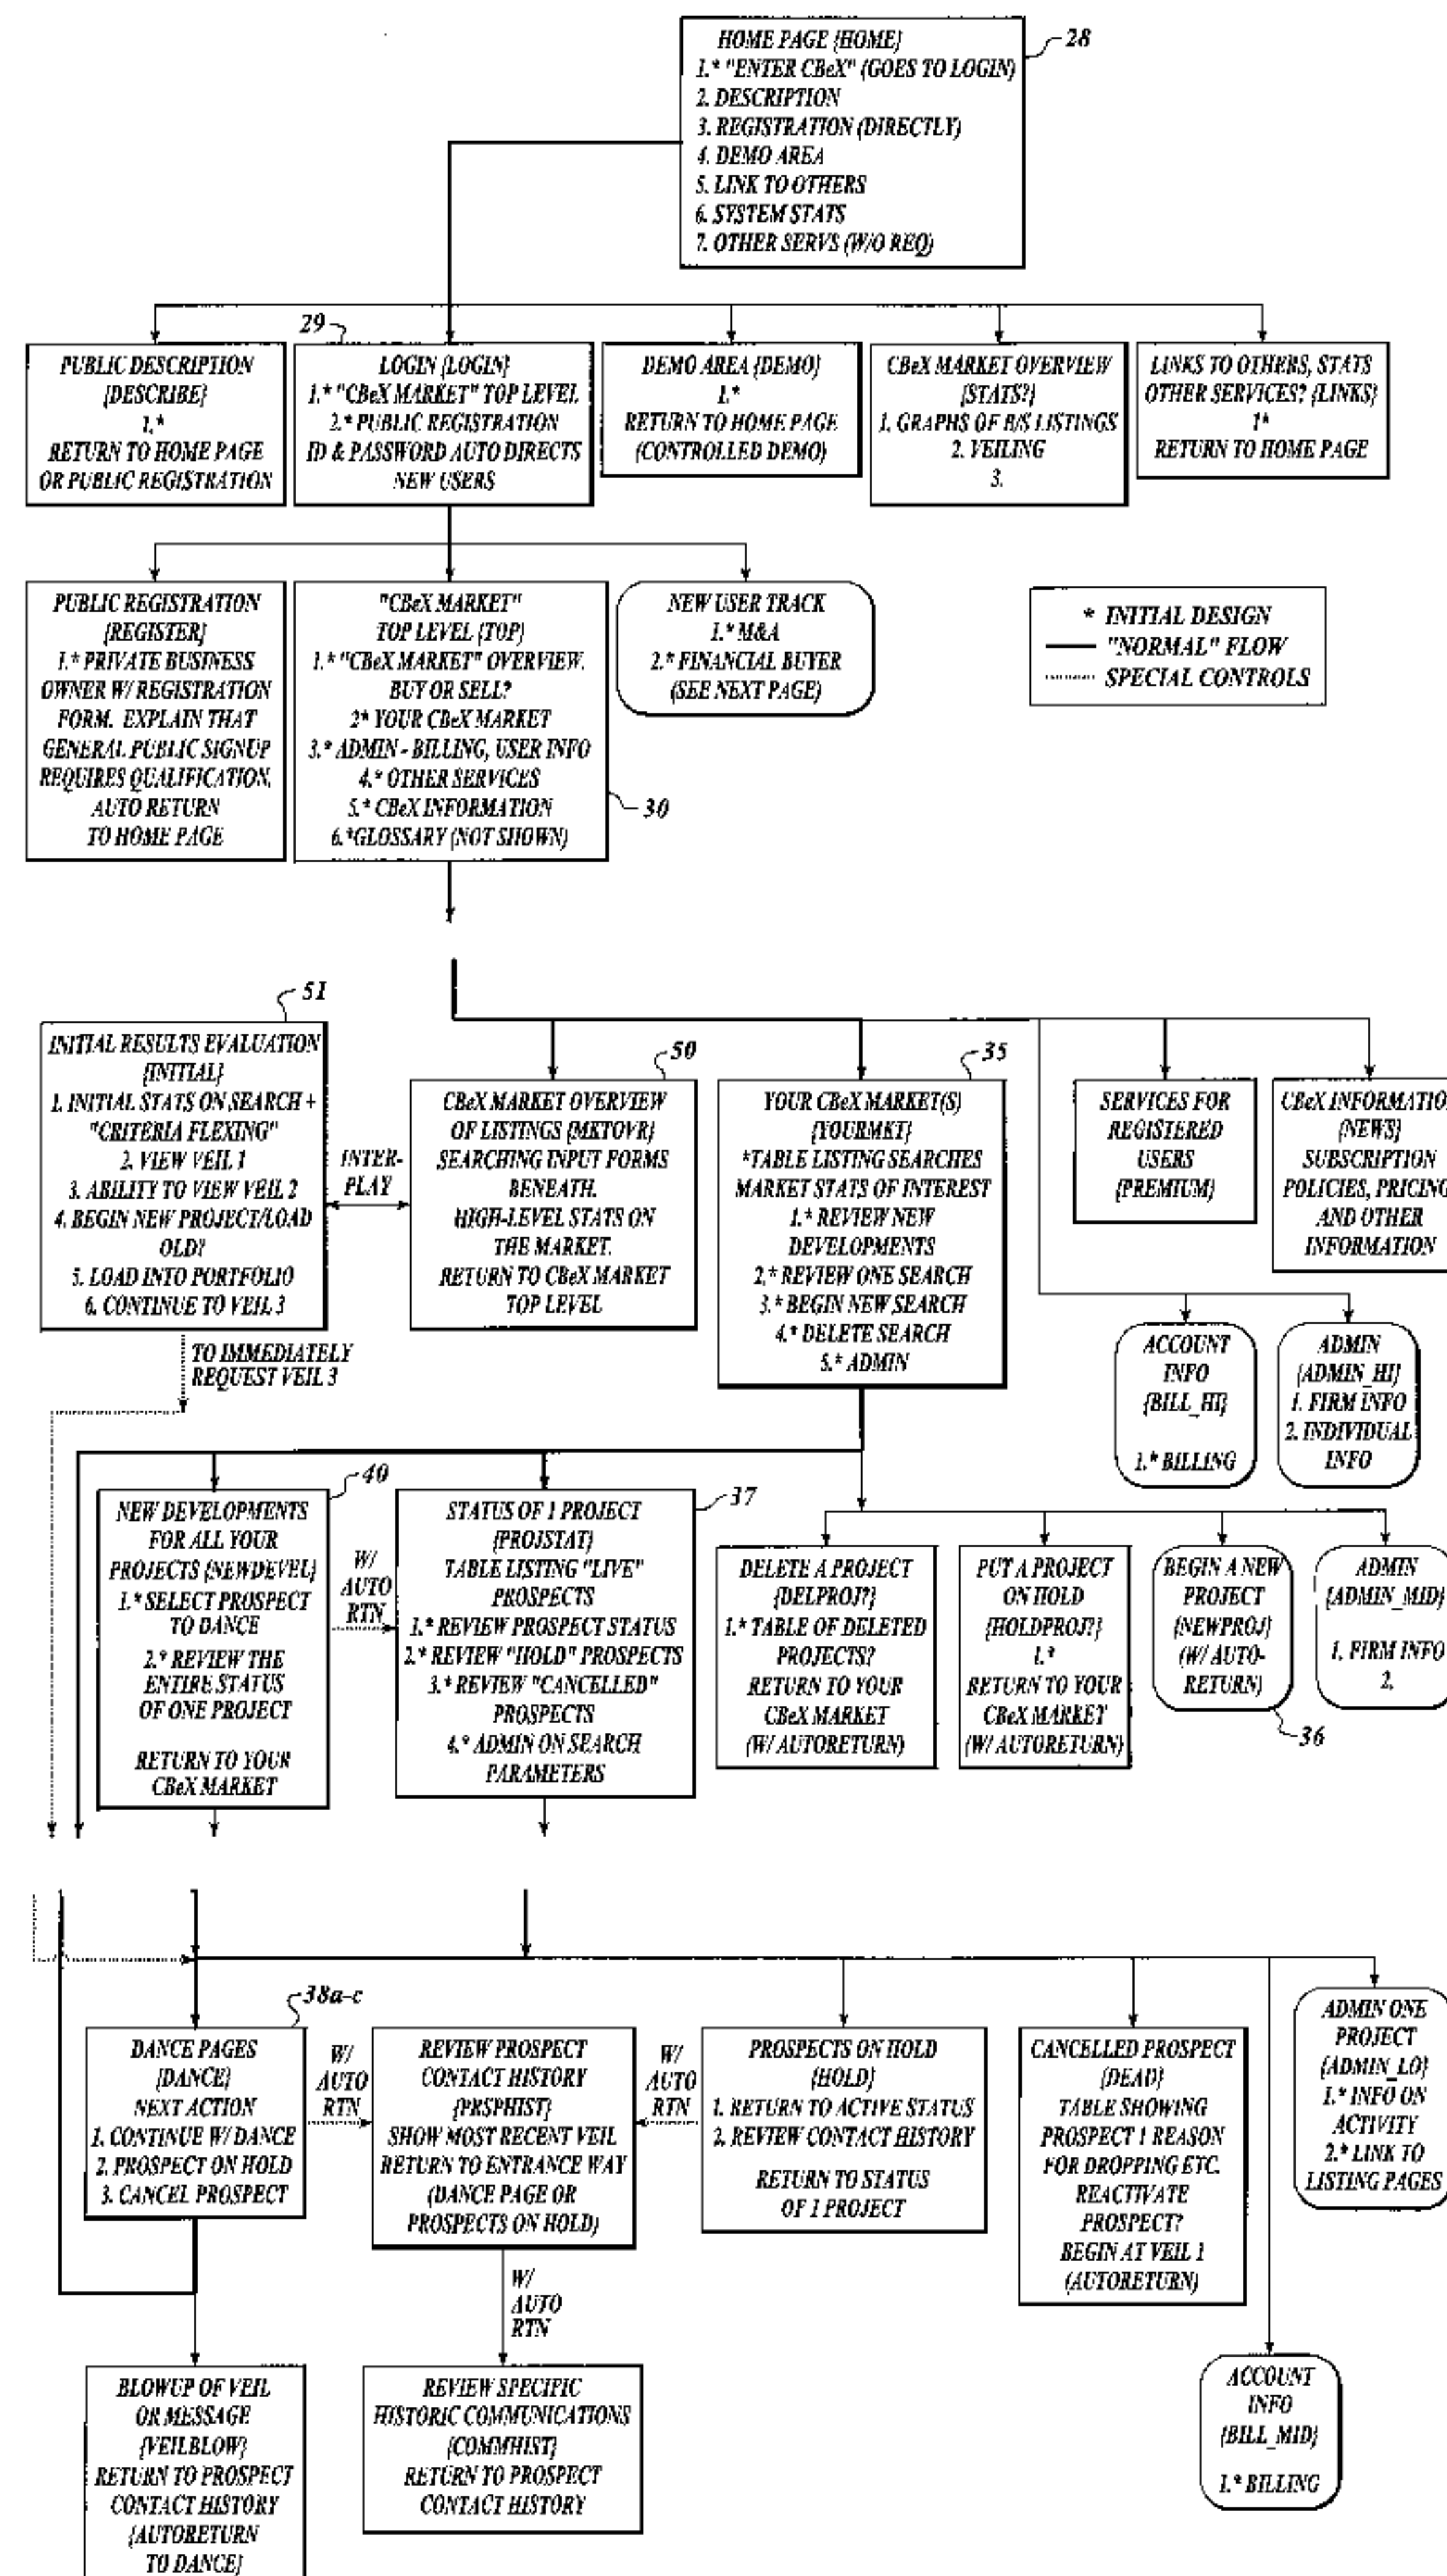 HOME PAGE {HOME}
1.* "ENTER CBeX" (GOES TO LOGIN)
2. DESCRIPTION
3. REGISTRATION (DIRECTLY)
4. DEMO AREA
5. LINK TO OTHERS
6. SYSTEM STATS
7. OTHER SERVS (W/O REQ)
28
PUBLIC DESCRIPTION
{DESCRIBE}
1.*
RETURN TO HOME PAGE
OR PUBLIC REGISTRATION
29
LOGIN {LOGIN}
1.* "CBeX MARKET" TOP LEVEL
2.* PUBLIC REGISTRATION
ID & PASSWORD AUTO DIRECTS
NEW USERS
DEMO AREA {DEMO}
1.*
RETURN TO HOME PAGE
(CONTROLLED DEMO)
CBeX MARKET OVERVIEW
{STATS?}
1. GRAPHS OF B/S LISTINGS
2. VEILING
3.
LINKS TO OTHERS, STATS
OTHER SERVICES? {LINKS}
1*
RETURN TO HOME PAGE
PUBLIC REGISTRATION
{REGISTER}
1.* PRIVATE BUSINESS
OWNER W/ REGISTRATION
FORM. EXPLAIN THAT
GENERAL PUBLIC SIGNUP
REQUIRES QUALIFICATION.
AUTO RETURN
TO HOME PAGE
"CBeX MARKET"
TOP LEVEL {TOP}
1.* "CBeX MARKET" OVERVIEW.
BUY OR SELL?
2* YOUR CBeX MARKET
3.* ADMIN - BILLING, USER INFO
4.* OTHER SERVICES
5.* CBeX INFORMATION
6.*GLOSSARY (NOT SHOWN)
30
NEW USER TRACK
1.* M&A
2.* FINANCIAL BUYER
(SEE NEXT PAGE)
* INITIAL DESIGN
"NORMAL" FLOW
SPECIAL CONTROLS
51
INITIAL RESULTS EVALUATION
{INITIAL}
1. INITIAL STATS ON SEARCH +
"CRITERIA FLEXING"
2. VIEW VEIL 1
3. ABILITY TO VIEW VEIL 2
4. BEGIN NEW PROJECT/LOAD
OLD?
5. LOAD INTO PORTFOLIO
6. CONTINUE TO VEIL 3
INTER-
PLAY
50
CBeX MARKET OVERVIEW
OF LISTINGS {MKTOVR}
SEARCHING INPUT FORMS
BENEATH.
HIGH-LEVEL STATS ON
THE MARKET.
RETURN TO CBeX MARKET
TOP LEVEL
35
YOUR CBeX MARKET(S)
{YOURMKT}
*TABLE LISTING SEARCHES
MARKET STATS OF INTEREST
1.* REVIEW NEW
DEVELOPMENTS
2.* REVIEW ONE SEARCH
3.* BEGIN NEW SEARCH
4.* DELETE SEARCH
5.* ADMIN
SERVICES FOR
REGISTERED
USERS
{PREMIUM}
CBeX INFORMATIO
{NEWS}
SUBSCRIPTION
POLICIES, PRICING
AND OTHER
INFORMATION
TO IMMEDIATELY
REQUEST VEIL 3
ACCOUNT
INFO
{BILL_HI}
1.* BILLING
ADMIN
{ADMIN_HI}
1. FIRM INFO
2. INDIVIDUAL
INFO
40
NEW DEVELOPMENTS
FOR ALL YOUR
PROJECTS {NEWDEVEL}
1.* SELECT PROSPECT
TO DANCE
2.* REVIEW THE
ENTIRE STATUS
OF ONE PROJECT
RETURN TO YOUR
CBeX MARKET
W/
AUTO
RTN
37
STATUS OF 1 PROJECT
{PROJSTAT}
TABLE LISTING "LIVE"
PROSPECTS
1.* REVIEW PROSPECT STATUS
2.* REVIEW "HOLD" PROSPECTS
3.* REVIEW "CANCELLED"
PROSPECTS
4.* ADMIN ON SEARCH
PARAMETERS
DELETE A PROJECT
{DELPROJ?}
1.* TABLE OF DELETED
PROJECTS?
RETURN TO YOUR
CBeX MARKET
(W/ AUTORETURN)
PUT A PROJECT
ON HOLD
{HOLDPROJ?}
1.*
RETURN TO YOUR
CBeX MARKET
(W/ AUTORETURN)
BEGIN A NEW
PROJECT
{NEWPROJ}
(W/ AUTO-
RETURN)
36
ADMIN
{ADMIN_MID}
1. FIRM INFO
2.
38a-c
DANCE PAGES
{DANCE}
NEXT ACTION
1. CONTINUE W/ DANCE
2. PROSPECT ON HOLD
3. CANCEL PROSPECT
W/
AUTO
RTN
REVIEW PROSPECT
CONTACT HISTORY
{PRSPHIST}
SHOW MOST RECENT VEIL
RETURN TO ENTRANCE WAY
(DANCE PAGE OR
PROSPECTS ON HOLD)
W/
AUTO
RTN
PROSPECTS ON HOLD
{HOLD}
1. RETURN TO ACTIVE STATUS
2. REVIEW CONTACT HISTORY
RETURN TO STATUS
OF 1 PROJECT
CANCELLED PROSPECT
{DEAD}
TABLE SHOWING
PROSPECT 1 REASON
FOR DROPPING ETC.
REACTIVATE
PROSPECT?
BEGIN AT VEIL 1
(AUTORETURN)
ADMIN ONE
PROJECT
{ADMIN_LO}
1.* INFO ON
ACTIVITY
2.* LINK TO
LISTING PAGES
W/
AUTO
RTN
BLOWUP OF VEIL
OR MESSAGE
{VEILBLOW}
RETURN TO PROSPECT
CONTACT HISTORY
{AUTORETURN
TO DANCE}
REVIEW SPECIFIC
HISTORIC COMMUNICATIONS
{COMMHIST}
RETURN TO PROSPECT
CONTACT HISTORY
ACCOUNT
INFO
{BILL_MID}
1.* BILLING